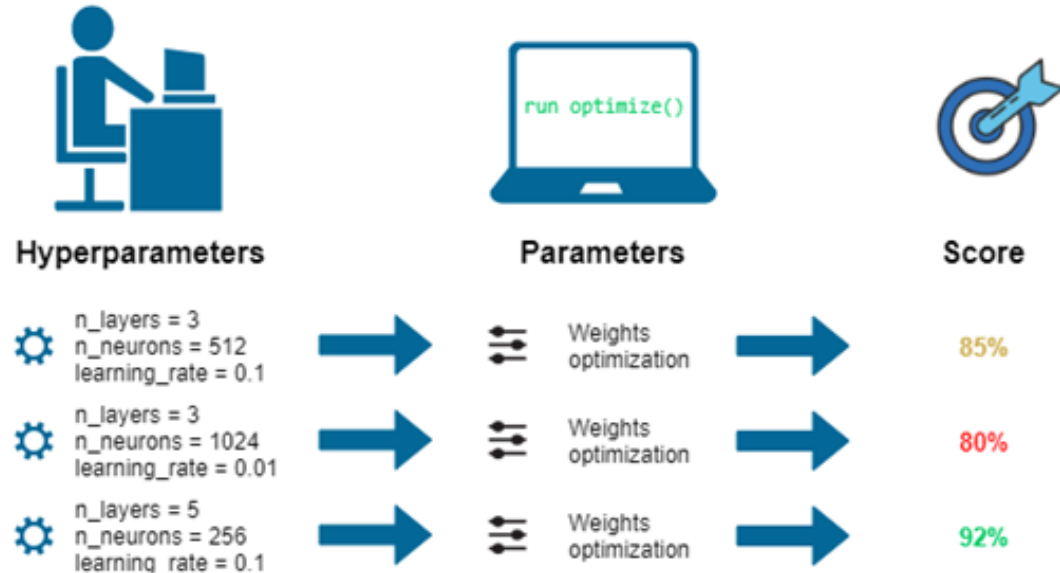 run optimize()
Hyperparameters
Parameters
Score
n_layers = 3
n_neurons = 512
learning_rate = 0.1
Weights
optimization
85%
n_layers = 3
n_neurons = 1024
learning_rate = 0.01
Weights
optimization
80%
n_layers = 5
n_neurons = 256
learning_rate = 0.1
Weights
optimization
92%